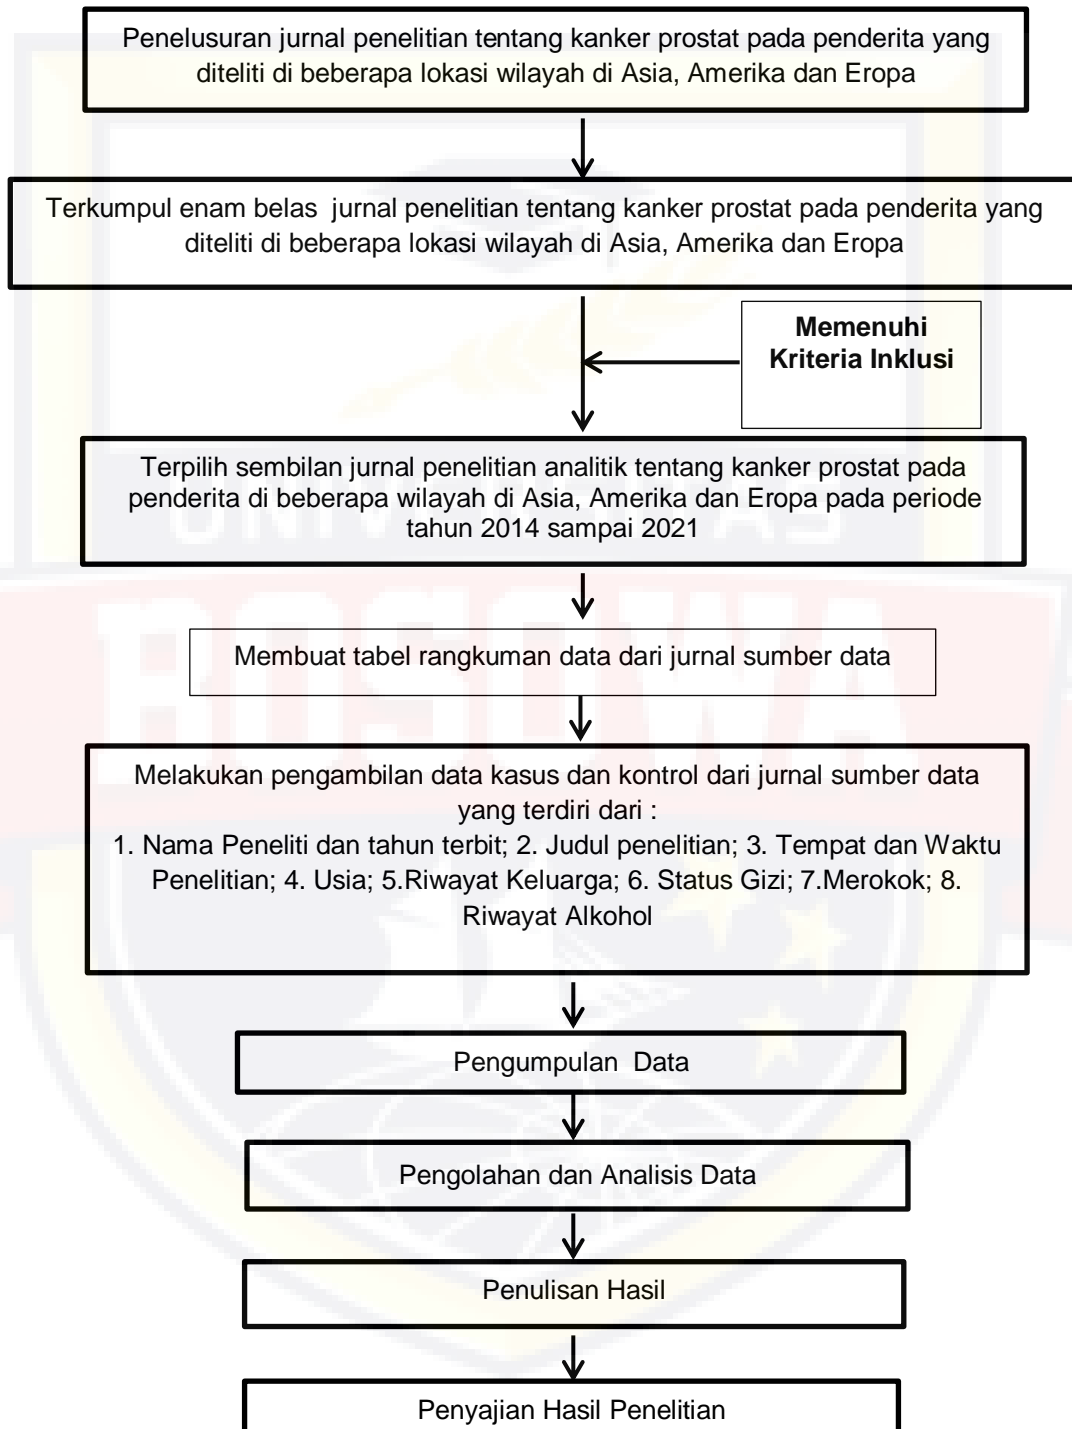 Penelusuran jurnal penelitian tentang kanker prostat pada penderita yang
diteliti di beberapa lokasi wilayah di Asia, Amerika dan Eropa
Terkumpul enam belas jurnal penelitian tentang kanker prostat pada penderita yang
diteliti di beberapa lokasi wilayah di Asia, Amerika dan Eropa
Memenuhi
Kriteria Inklusi
Terpilih sembilan jurnal penelitian analitik tentang kanker prostat pada
penderita di beberapa wilayah di Asia, Amerika dan Eropa pada periode
tahun 2014 sampai 2021
UNIVERSITAS
Membuat tabel rangkuman data dari jurnal sumber data
BOSOWA
Melakukan pengambilan data kasus dan kontrol dari jurnal sumber data
yang terdiri dari :
1. Nama Peneliti dan tahun terbit; 2. Judul penelitian; 3. Tempat dan Waktu
Penelitian; 4. Usia; 5.Riwayat Keluarga; 6. Status Gizi; 7.Merokok; 8.
Riwayat Alkohol
Pengumpulan Data
Pengolahan dan Analisis Data
Penulisan Hasil
Penyajian Hasil Penelitian